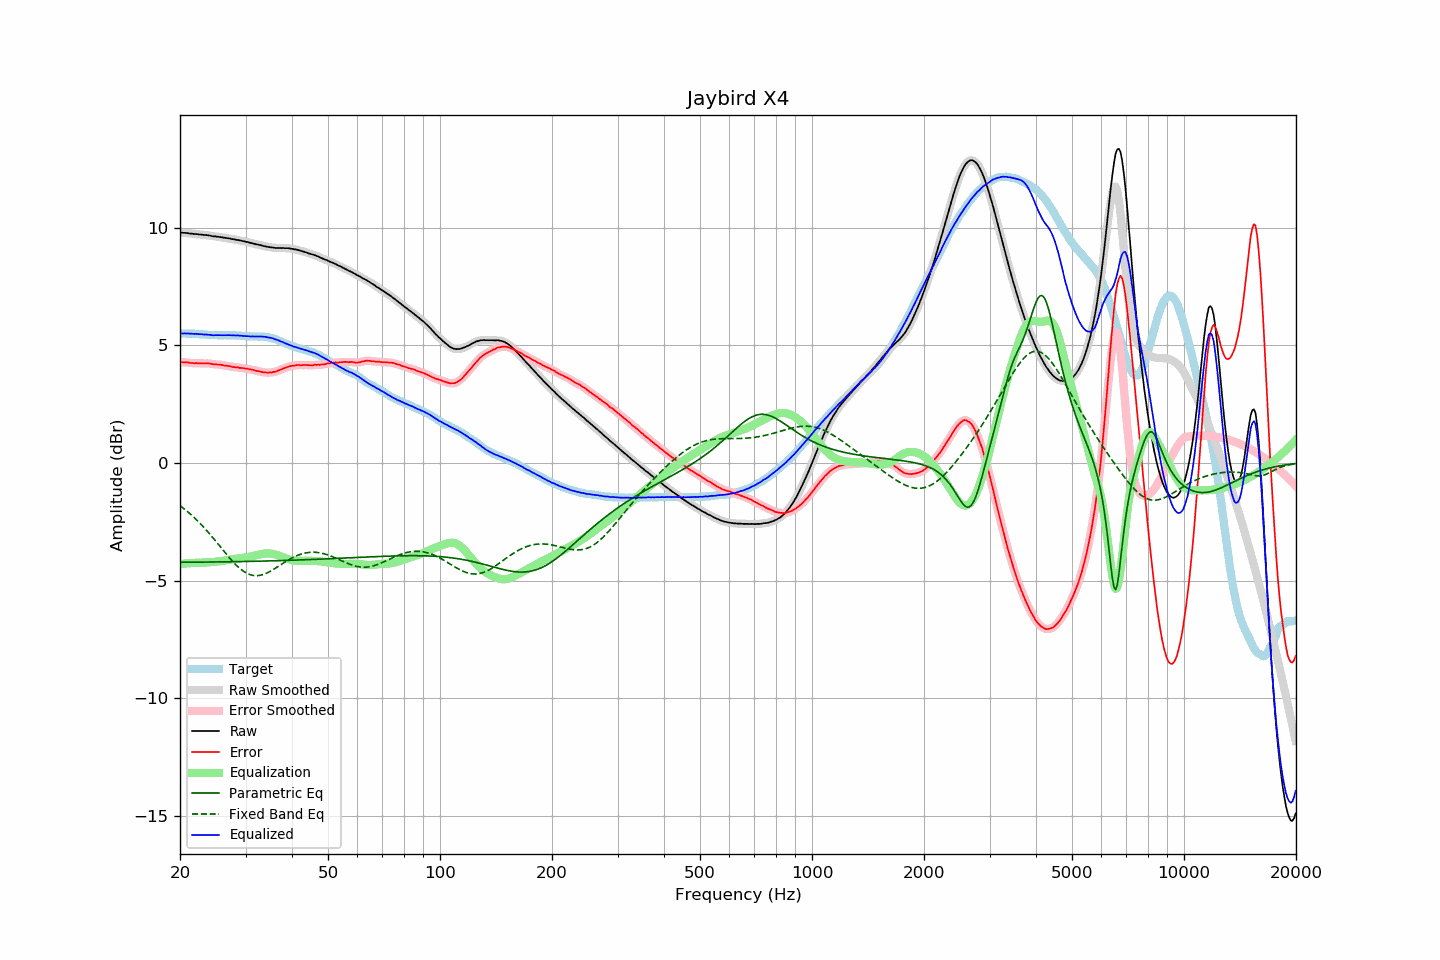 Jaybird X4
Amplitude (dBr)
10
5
0
−5
−10
−15
Target
Raw Smoothed
Error Smoothed
Raw
Error
Equalization
Parametric Eq
Fixed Band Eq
Equalized
20 50 100 200 500 1000 2000 5000 10000 20000
Frequency (Hz)